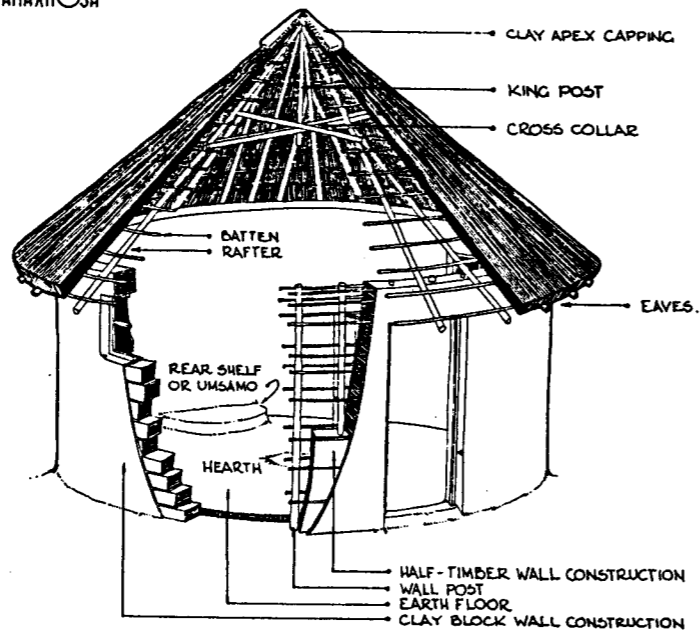 CLAY APEX CAPPING
KING POST
CROSS COLLAR
BATTEN
RAFTER
EAVES.
REAR SHELF
OR UMSAMO
HEARTH
HALF-TIMBER WALL CONSTRUCTION
WALL POST
EARTH FLOOR
CLAY BLOCK WALL CONSTRUCTION